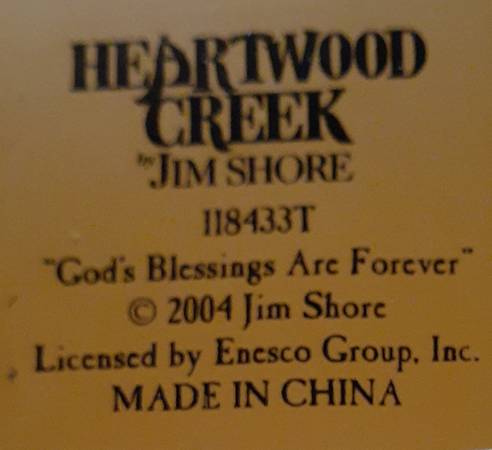 HEARTWOOD
CREEK
by JIM SHORE
118433T
"God's Blessings Are Forever"
© 2004 Jim Shore
Licensed by Enesco Group, Inc.
MADE IN CHINA